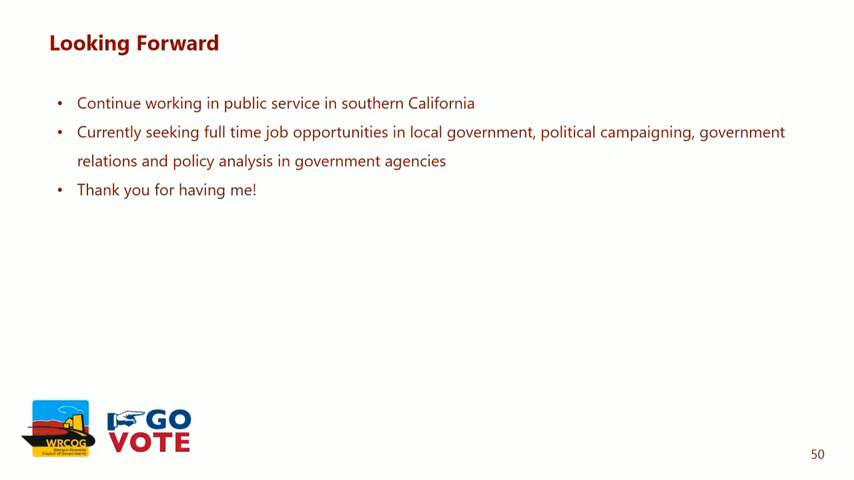 Looking Forward
• Continue working in public service in southern California
• Currently seeking full time job opportunities in local government, political campaigning, government
relations and policy analysis in government agencies
• Thank you for having me!
WRCOG
Western Riverside
Council of Governments
GO
VOTE
50